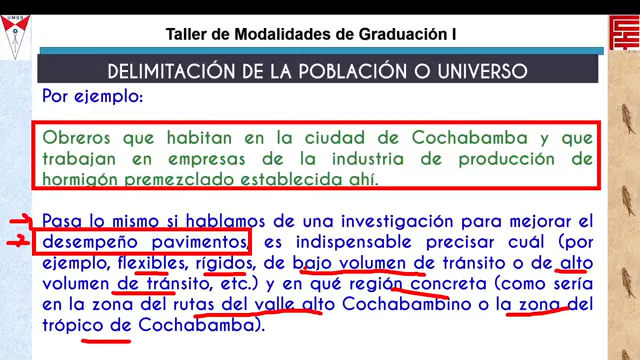 UMSS
Taller de Modalidades de Graduación I
DELIMITACIÓN DE LA POBLACIÓN O UNIVERSO
Por ejemplo:
Obreros que habitan en la ciudad de Cochabamba y que
trabajan en empresas de la industria de producción de
hormigón premezclado establecida ahí.
Pasa lo mismo si hablamos de una investigación para mejorar el
desempeño pavimentos, es indispensable precisar cuál (por
ejemplo, flexibles, rígidos, de bajo volumen de tránsito o de alto
volumen de tránsito, etc.) y en qué región concreta (como sería
en la zona del rutas del valle alto Cochabambino o la zona del
trópico de Cochabamba).